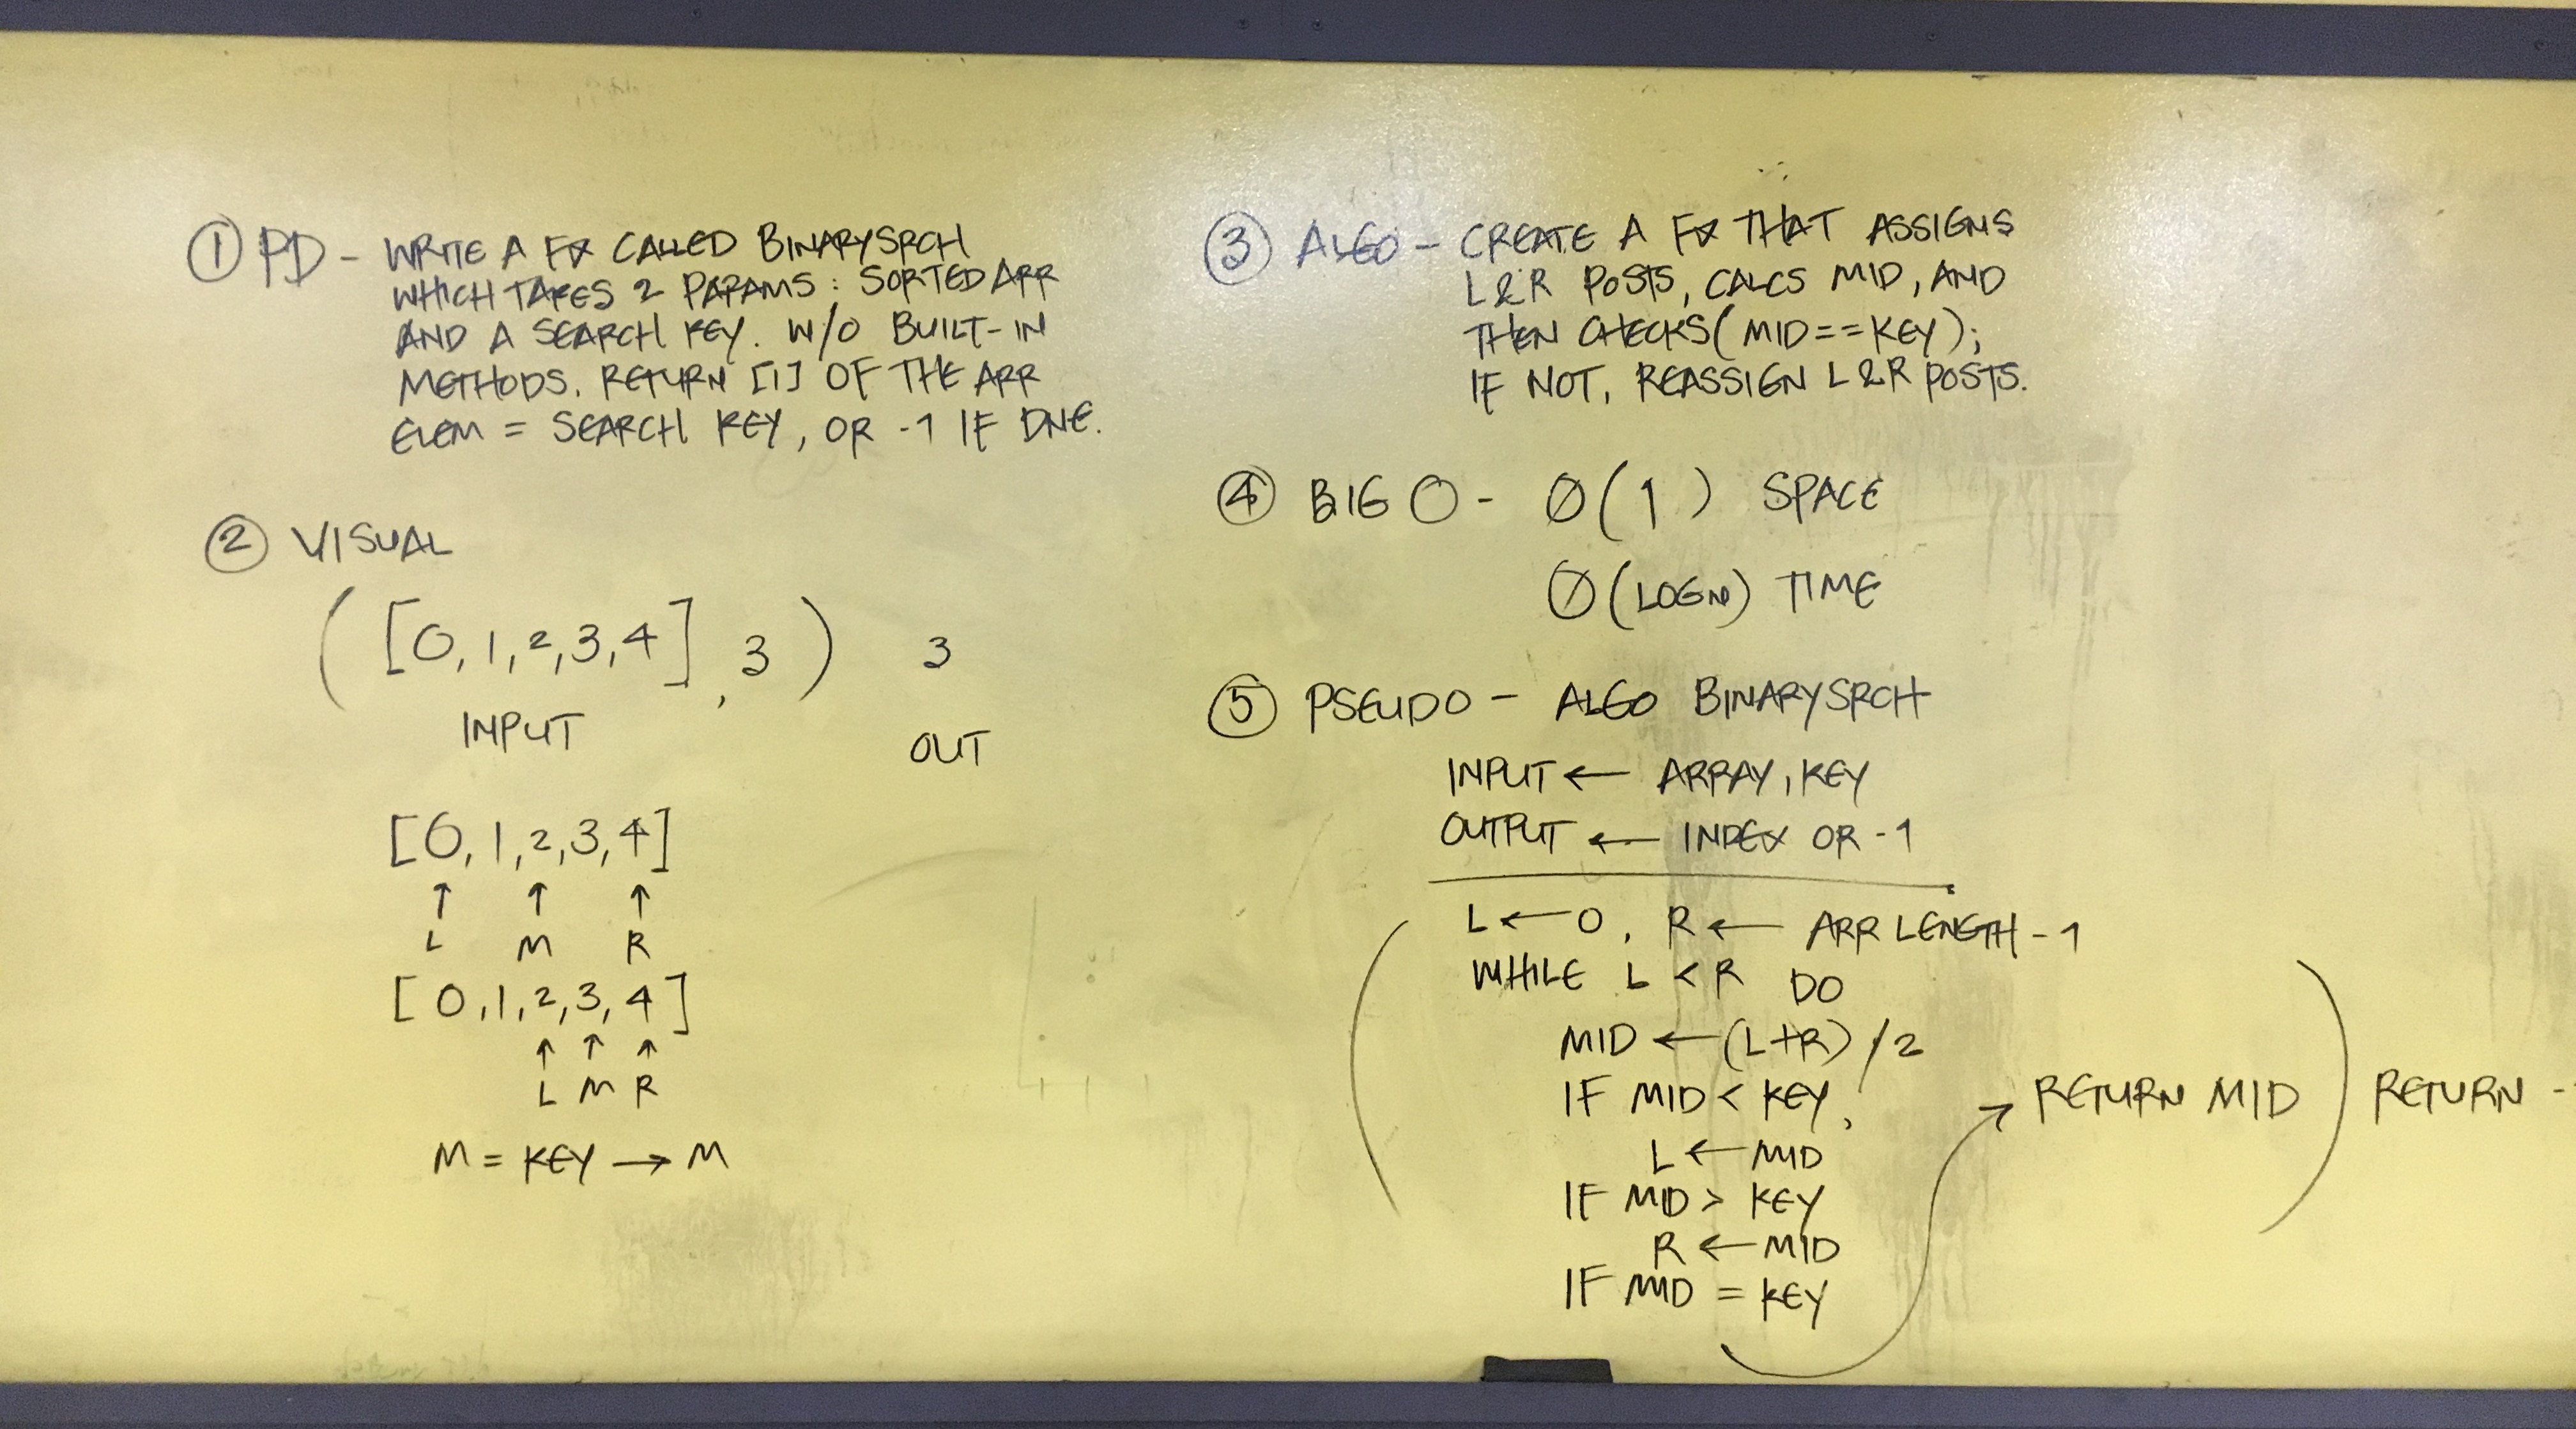 ① PD - WRITE A FX CALLED BINARYSRCH
WHICH TAKES 2 PARAMS: SORTED ARR
AND A SEARCH KEY. W/O BUILT-IN
METHODS. RETURN [1] OF THE ARR
ELEM = SEARCH KEY, OR -1 IF DNE.
② VISUAL
([0,1,2,3,4],3) 3
INPUT OUT
[0,1,2,3,4]
↑ ↑ ↑
L M R
[0,1,2,3,4]
↑ ↑ ↑
L M R
M = KEY → M
③ ALGO - CREATE A FX THAT ASSIGNS
L&R POSTS, CALCS MID, AND
THEN CHECKS(MID==KEY);
IF NOT, REASSIGN L&R POSTS.
④ BIG O - Ø(1) SPACE
Ø(LOGN) TIME
⑤ PSEUDO - ALGO BINARYSRCH
INPUT ← ARRAY, KEY
OUTPUT ← INDEX OR -1
L ← 0, R ← ARR LENGTH - 1
WHILE L < R DO
MID ← (L+R)/2
IF MID < KEY,
L ← MID
IF MID > KEY
R ← MID
IF MID = KEY
→ RETURN MID) RETURN -